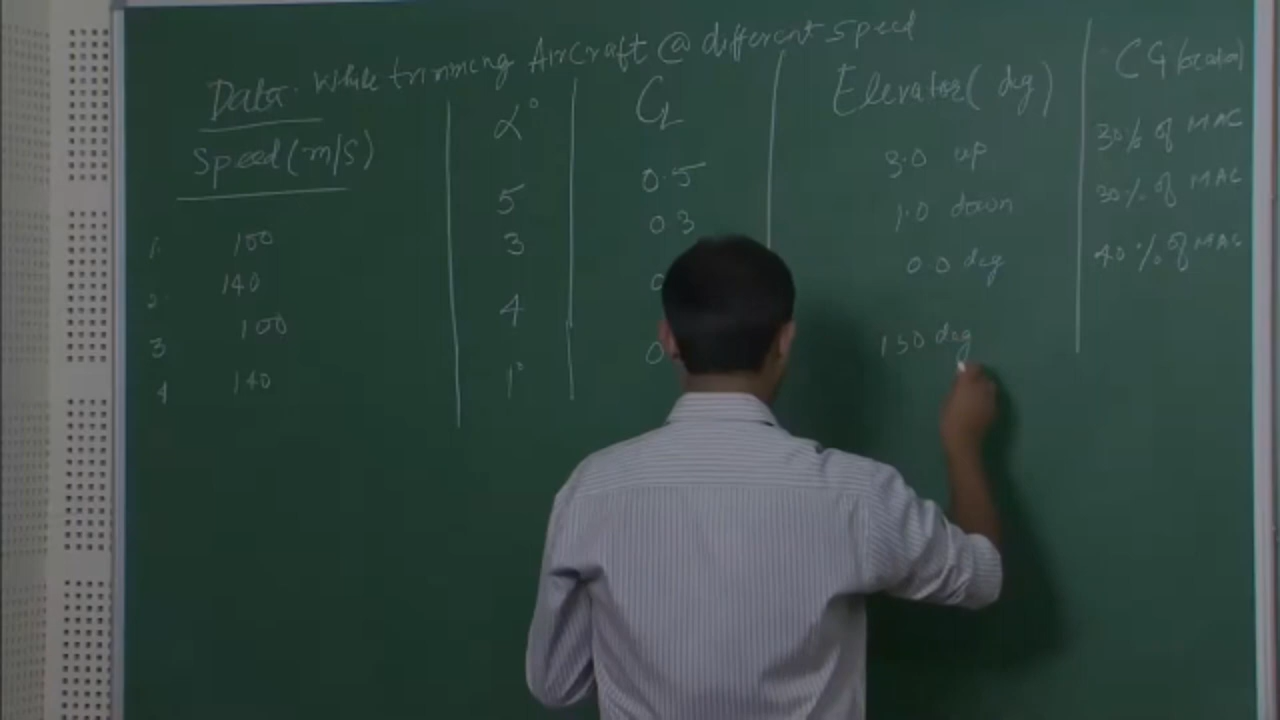 Data while trimming Aircraft @ different speed
Speed (m/s) α° CL Elevator (deg) CG location
1. 100 5 0.5 3.0 up 30% of MAC
2. 140 3 0.3 1.0 down 30% of MAC
3 100 4 0 0.0 deg 40% of MAC
4 140 1° 0 deg